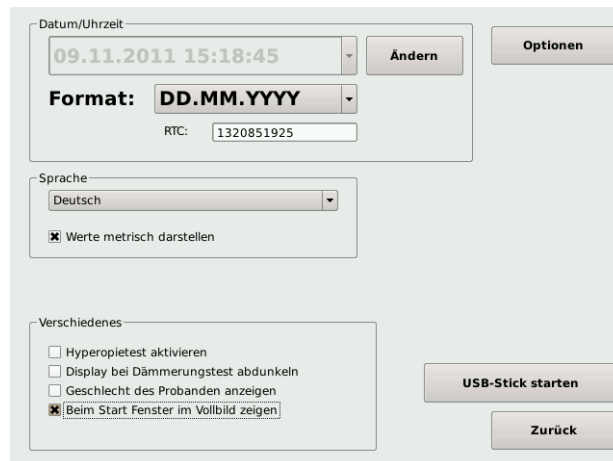 Datum/Uhrzeit
09.11.2011 15:18:45
Ändern
Optionen
Format: DD.MM.YYYY
RTC: 1320851925
Sprache
Deutsch
Werte metrisch darstellen
Verschiedenes
Hyperopietest aktivieren
Display bei Dämmerungstest abdunkeln
Geschlecht des Probanden anzeigen
Beim Start Fenster im Vollbild zeigen
USB-Stick starten
Zurück